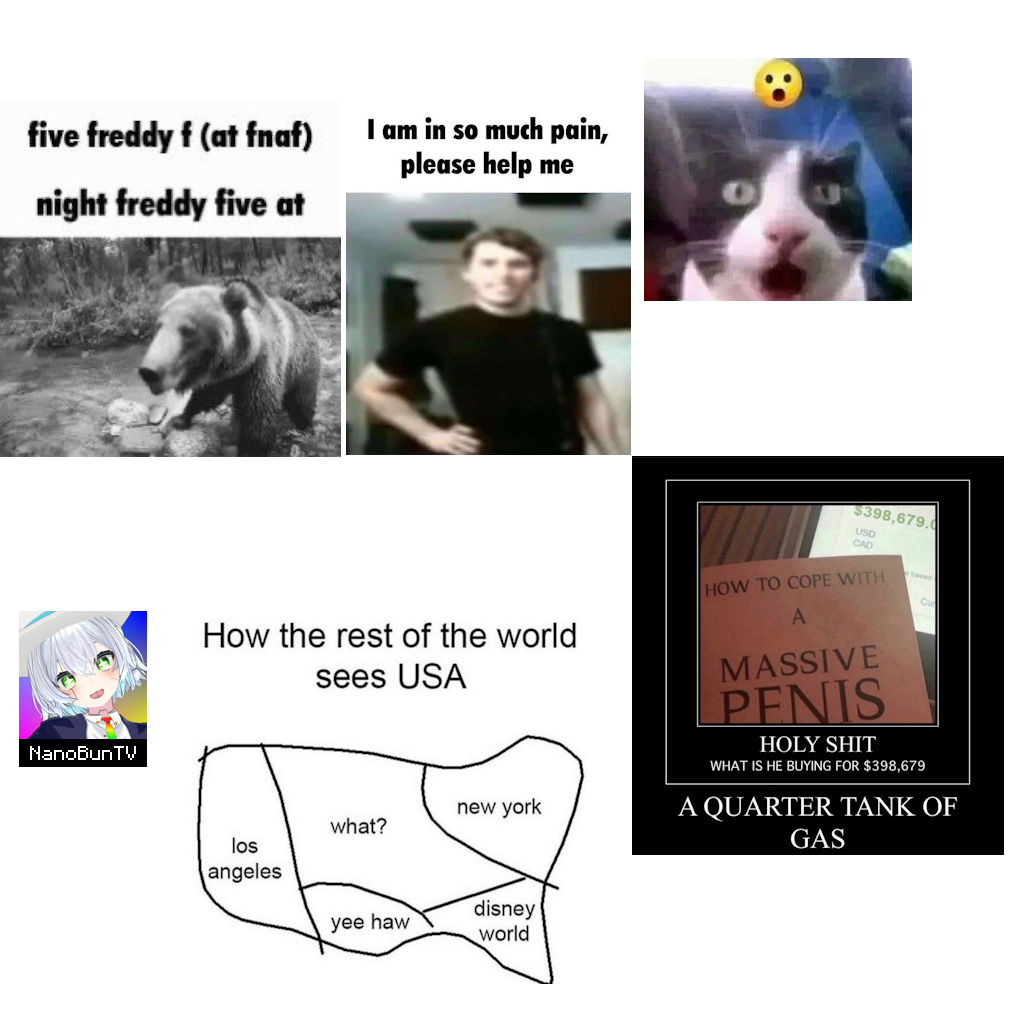 five freddy f (at fnaf)
night freddy five at
I am in so much pain,
please help me
NanoBunTV
How the rest of the world
sees USA
los
angeles
what?
new york
yee haw
disney
world
$398,679.0
USD
CAD
based
Cur
HOW TO COPE WITH
A
MASSIVE
PENIS
HOLY SHIT
WHAT IS HE BUYING FOR $398,679
A QUARTER TANK OF
GAS